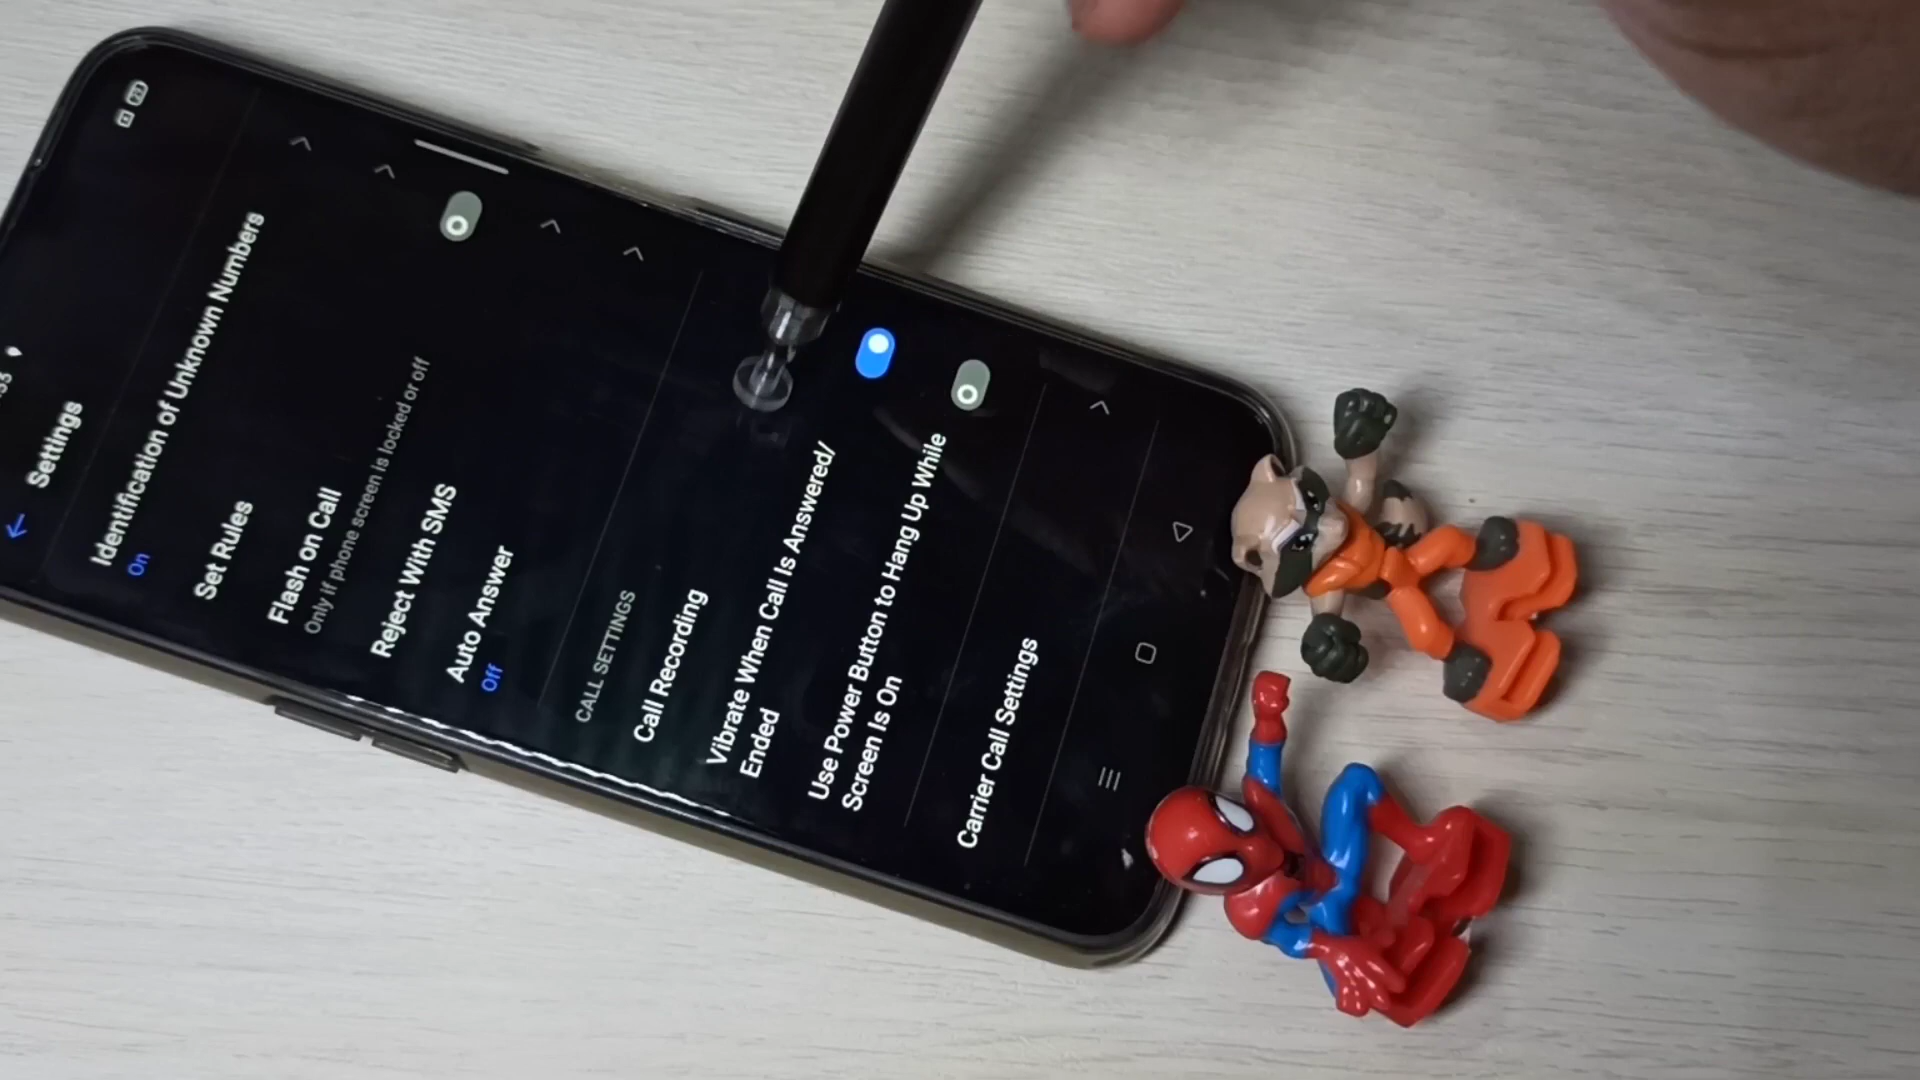 Settings
Identification of Unknown Numbers
On
Set Rules
Flash on Call
Only if phone screen is locked or off
Reject With SMS
Auto Answer
Off
CALL SETTINGS
Call Recording
Vibrate When Call Is Answered/
Ended
Use Power Button to Hang Up While
Screen Is On
Carrier Call Settings